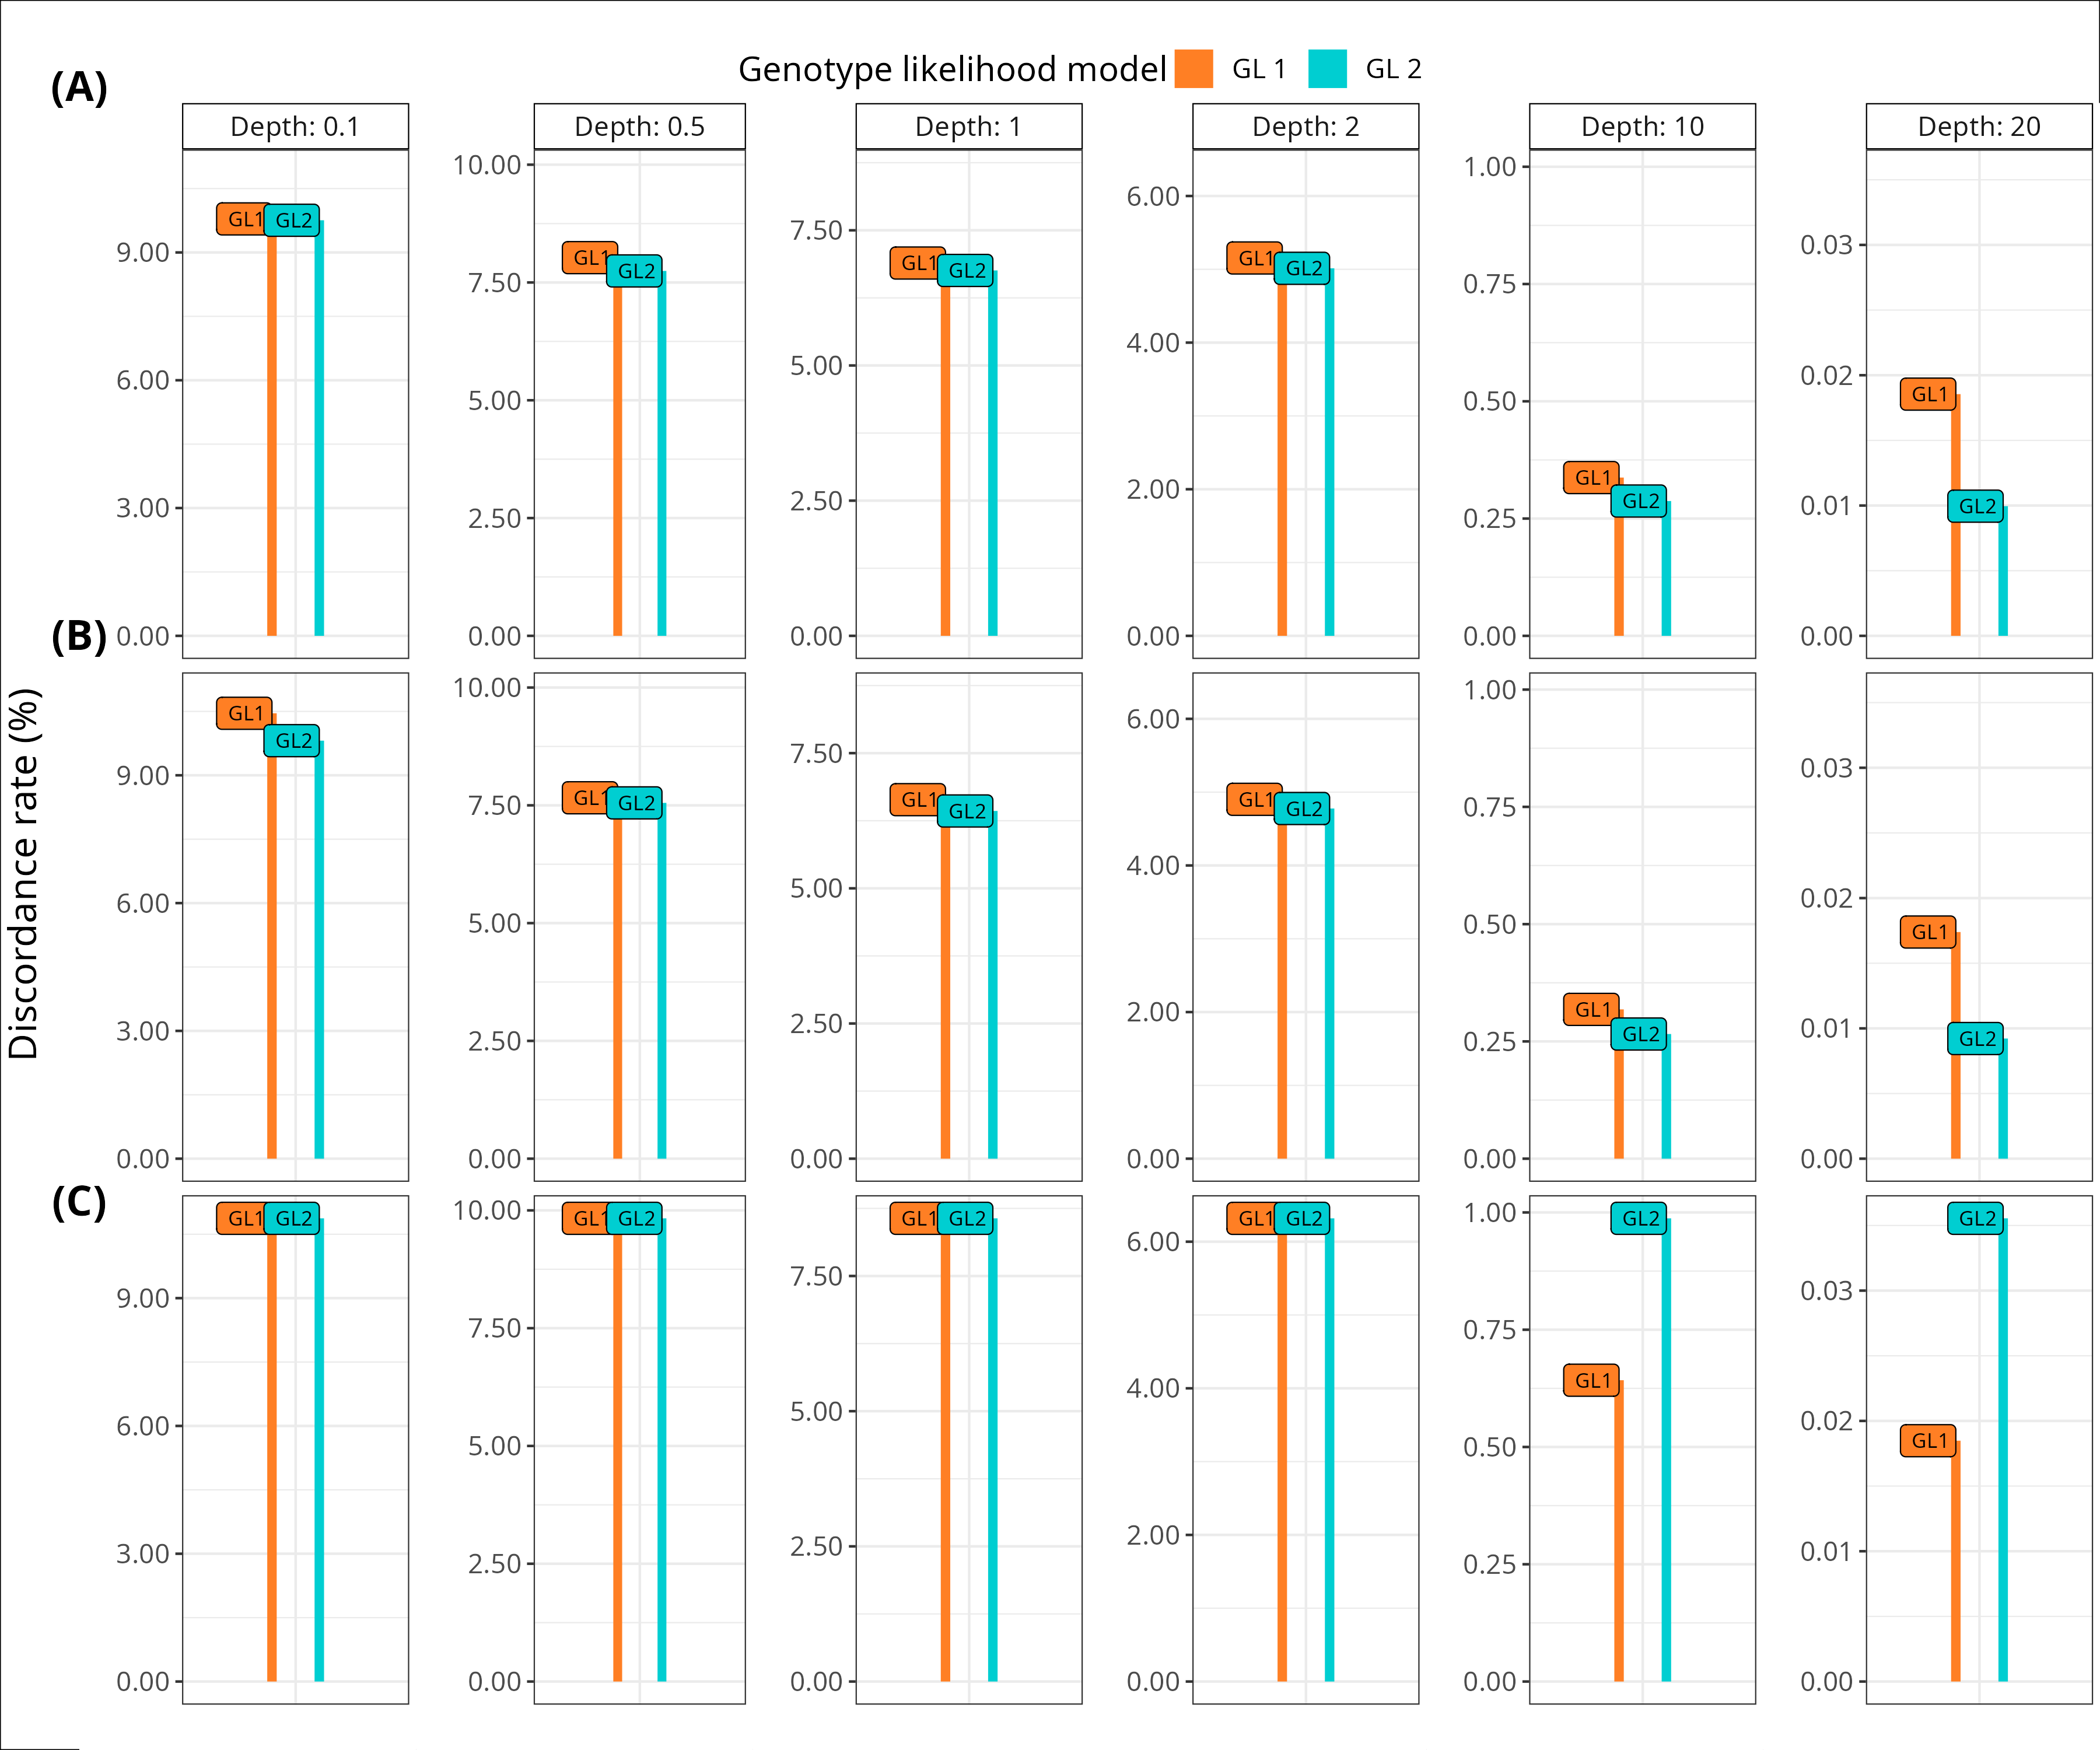 Genotype likelihood model GL 1 GL 2
(A)
Depth: 0.1 Depth: 0.5 Depth: 1 Depth: 2 Depth: 10 Depth: 20
9.00
6.00
3.00
0.00
GL1 GL2
10.00
7.50
5.00
2.50
0.00
GL1 GL2
7.50
5.00
2.50
0.00
GL1 GL2
6.00
4.00
2.00
0.00
GL1 GL2
1.00
0.75
0.50
0.25
0.00
GL1 GL2
0.03
0.02
0.01
0.00
GL1
GL2
(B)
Discordance rate (%)
9.00
6.00
3.00
0.00
GL1 GL2
10.00
7.50
5.00
2.50
0.00
GL1 GL2
7.50
5.00
2.50
0.00
GL1 GL2
6.00
4.00
2.00
0.00
GL1 GL2
1.00
0.75
0.50
0.25
0.00
GL1 GL2
0.03
0.02
0.01
0.00
GL1
GL2
(C)
9.00
6.00
3.00
0.00
GL1 GL2
10.00
7.50
5.00
2.50
0.00
GL1 GL2
7.50
5.00
2.50
0.00
GL1 GL2
6.00
4.00
2.00
0.00
GL1 GL2
1.00
0.75
0.50
0.25
0.00
GL2
GL1
0.03
0.02
0.01
0.00
GL2
GL1